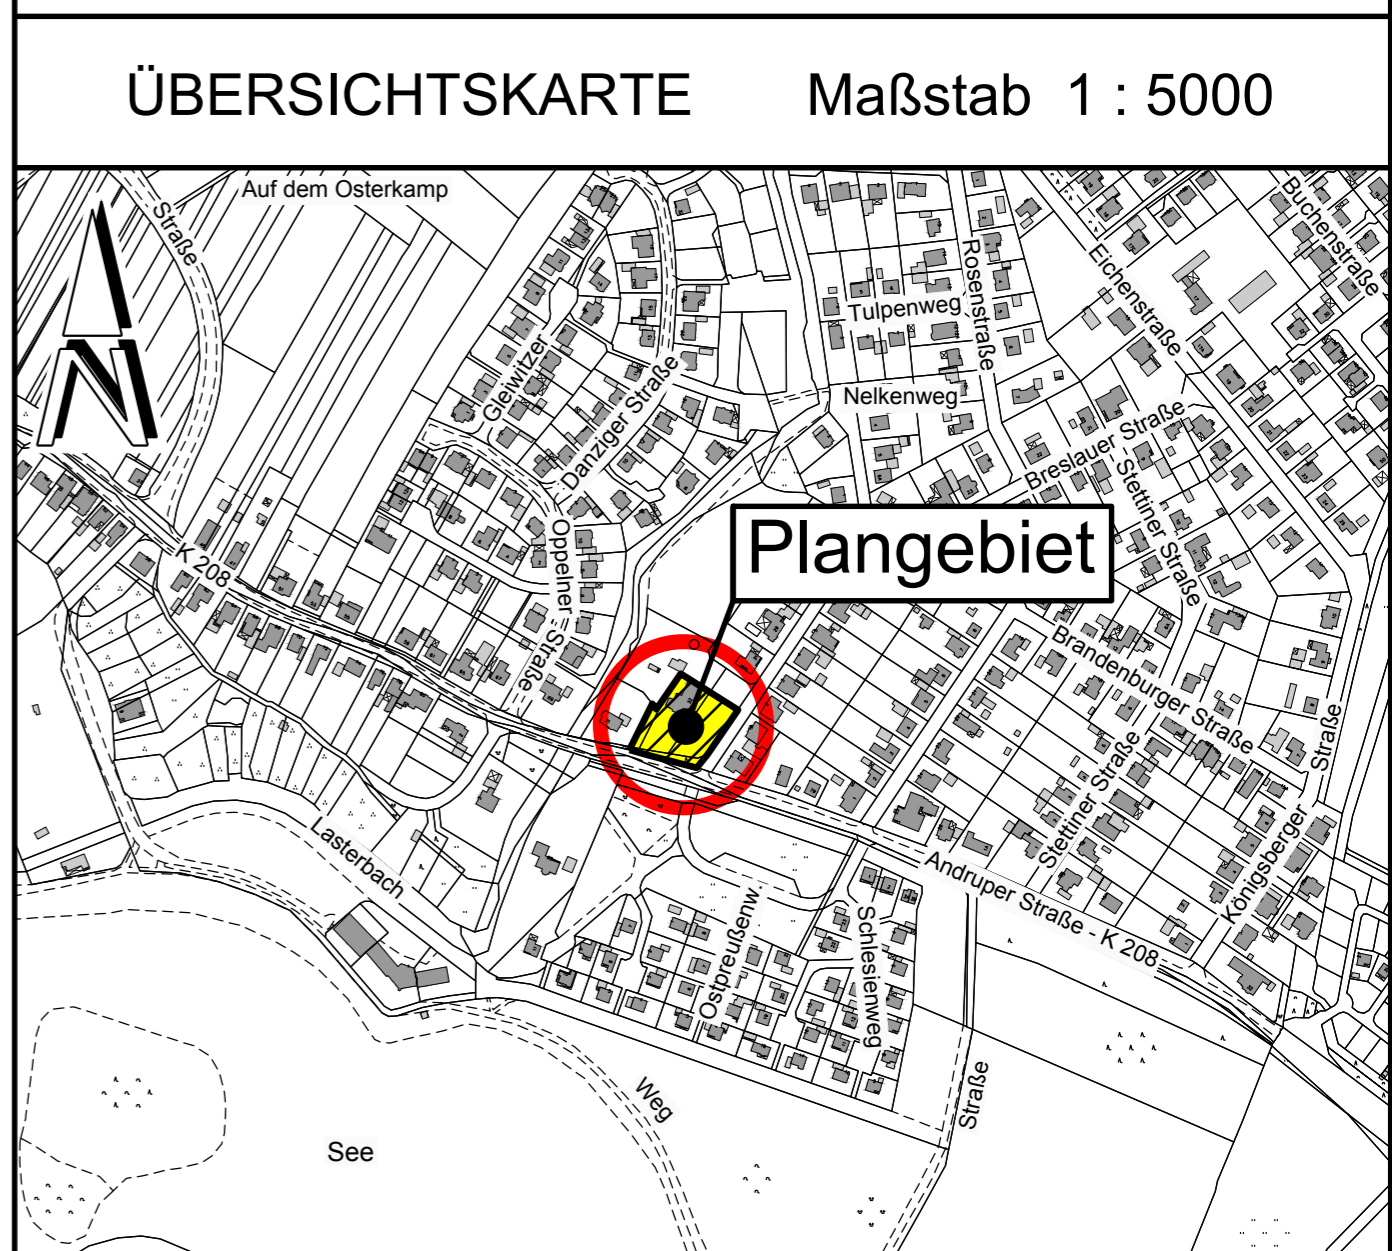 ÜBERSICHTSKARTE Maßstab 1 : 5000
Auf dem Osterkamp
Straße
N
Gleiwitzer
Danziger Straße
Oppelner Straße
K 208
Tulpenweg
Rosenstraße
Nelkenweg
Eichenstraße
Buchenstraße
Breslauer Straße
Stettiner Straße
Plangebiet
Brandenburger Straße
Stettiner Straße
Königsberger
Straße
Andruper Straße - K 208
Lasterbach
Ostpreußenw.
Schlesienweg
Weg
Straße
See